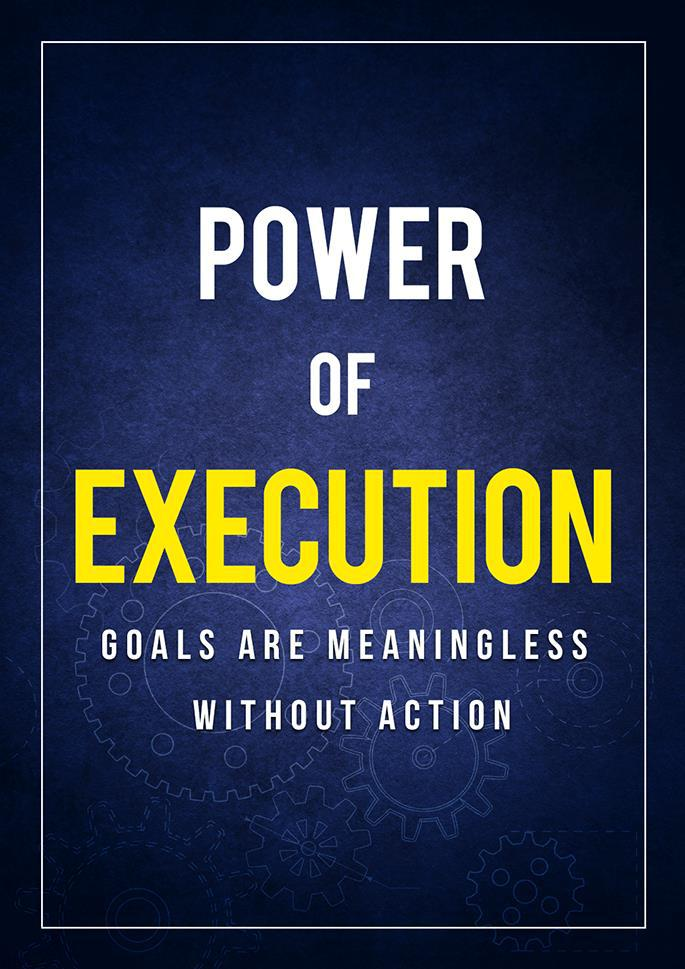 POWER
OF
EXECUTION
GOALS ARE MEANINGLESS
WITHOUT ACTION